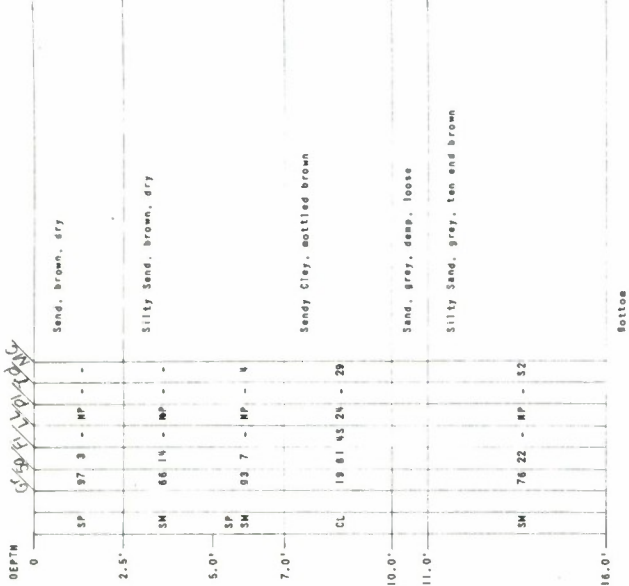 DEPTH
0
SP 97 3 - NP - - Sand, brown, dry
2.5'
SM 66 14 - NP - - Silty Sand, brown, dry
5.0'
SP SM 93 7 - NP - 4
7.0'
CL 19 81 45 24 - 29 Sandy Clay, mottled brown
10.0'
Sand, grey, damp, loose
11.0'
SM 76 22 - NP - 52 Silty Sand, grey, tan and brown
16.0'
Bottom